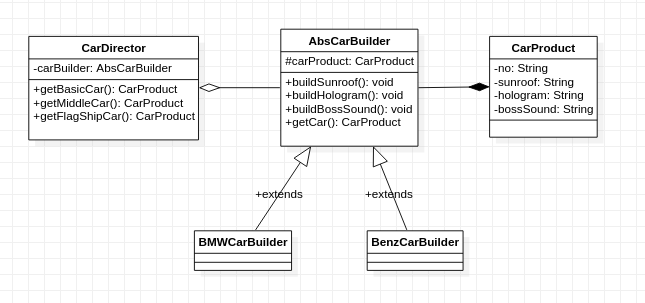 CarDirector
-carBuilder: AbsCarBuilder
+getBasicCar(): CarProduct
+getMiddleCar(): CarProduct
+getFlagShipCar(): CarProduct
AbsCarBuilder
#carProduct: CarProduct
+buildSunroof(): void
+buildHologram(): void
+buildBossSound(): void
+getCar(): CarProduct
CarProduct
-no: String
-sunroof: String
-hologram: String
-bossSound: String
+extends
+extends
BMWCarBuilder
BenzCarBuilder